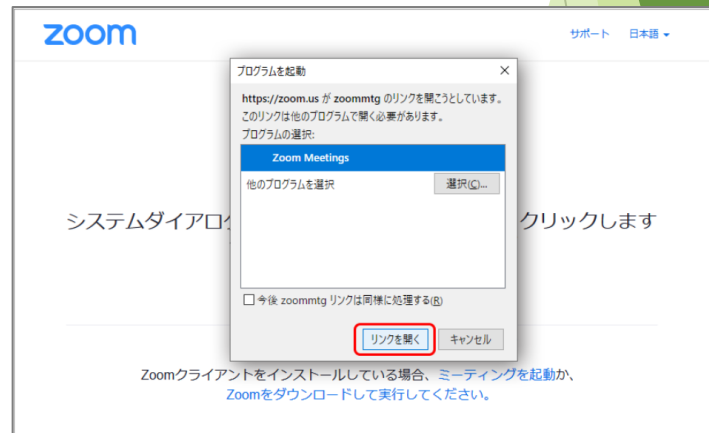 zoom
サポート 日本語
プログラムを起動
https://zoom.us が zoommtg のリンクを開こうとしています。
このリンクは他のプログラムで開く必要があります。
プログラムの選択:
Zoom Meetings
他のプログラムを選択 選択(C)...
システムダイアロ クリックします
今後 zoommtg リンクは同様に処理する(R)
リンクを開く キャンセル
Zoomクライアントをインストールしている場合、ミーティングを起動か、
Zoomをダウンロードして実行してください。